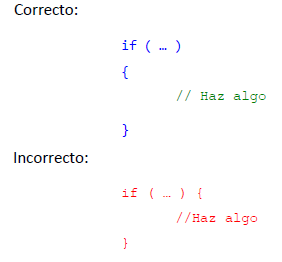 Correcto:
if ( … )
{
// Haz algo
}
Incorrecto:
if ( … ) {
//Haz algo
}